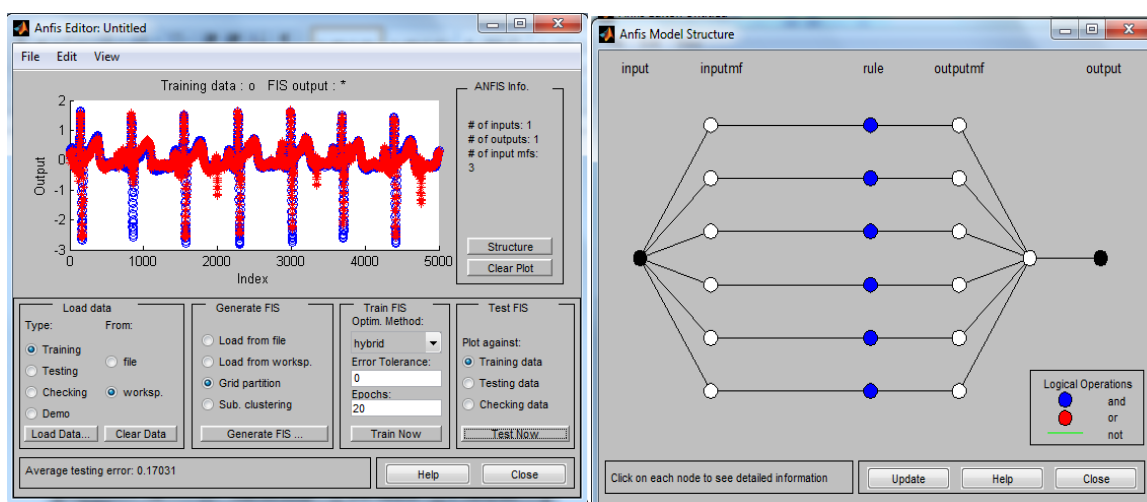 Anfis Editor: Untitled
File Edit View
Training data : o FIS output : *
Output
2
1
0
-1
-2
-3
0 1000 2000 3000 4000 5000
Index
ANFIS Info.
# of inputs: 1
# of outputs: 1
# of input mfs:
3
Structure
Clear Plot
Load data
Type: From:
Training
Testing
Checking
Demo
file
worksp.
Load Data... Clear Data
Generate FIS
Load from file
Load from worksp.
Grid partition
Sub. clustering
Generate FIS ...
Train FIS
Optim. Method:
hybrid
Error Tolerance:
0
Epochs:
20
Train Now
Test FIS
Plot against:
Training data
Testing data
Checking data
Test Now
Average testing error: 0.17031
Help Close
Anfis Model Structure
input inputmf rule outputmf output
Logical Operations
and
or
not
Click on each node to see detailed information
Update Help Close